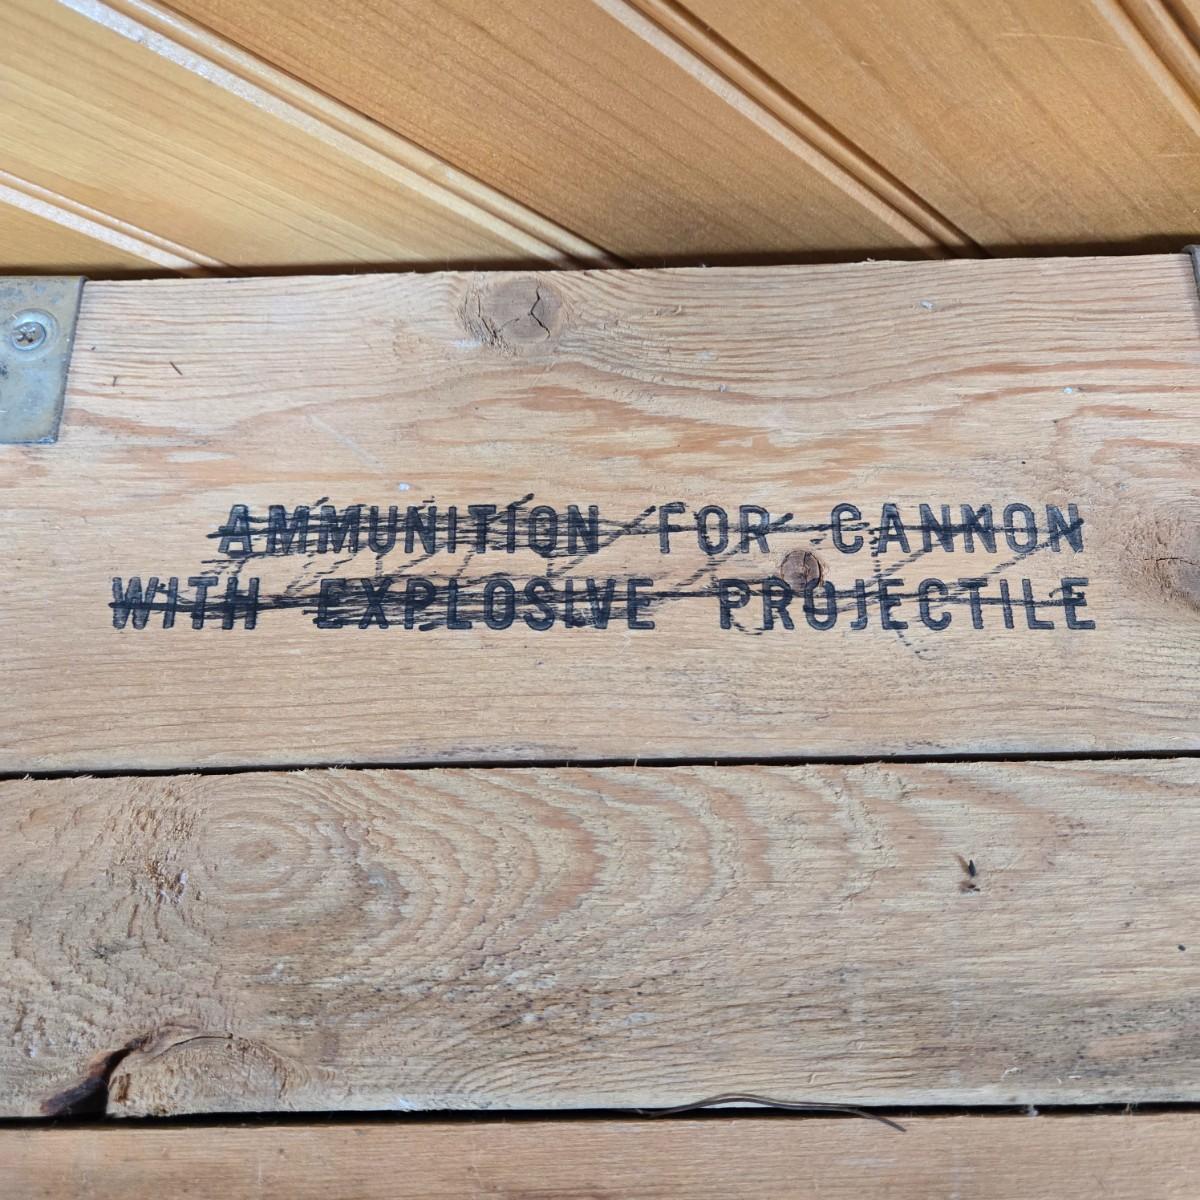 AMMUNITION FOR CANNON
WITH EXPLOSIVE PROJECTILE